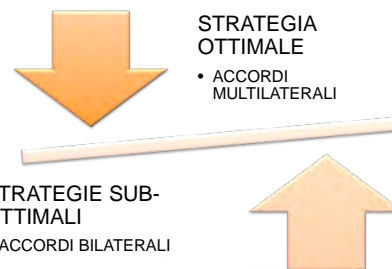 STRATEGIA
OTTIMALE
• ACCORDI
MULTILATERALI
TRATEGIE SUB-
TTIMALI
ACCORDI BILATERALI